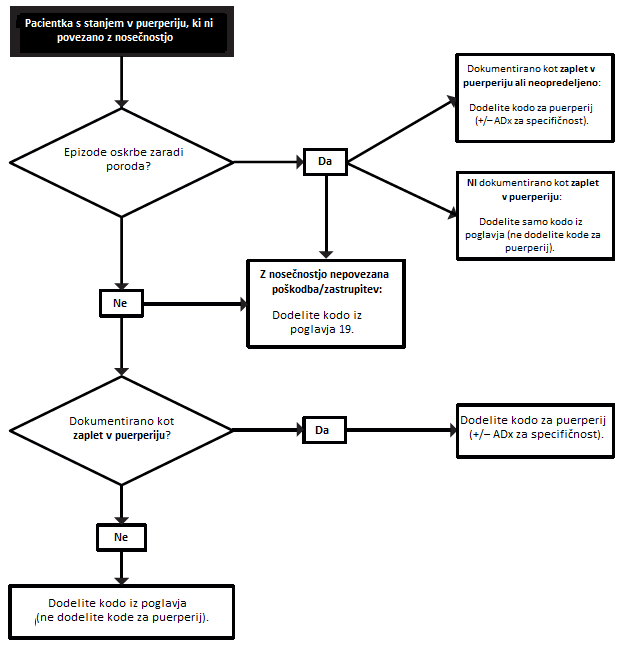 Pacientka s stanjem v puerperiju, ki ni
povezano z nosečnostjo
Epizode oskrbe zaradi
poroda?
Da
Dokumentirano kot zaplet v
puerperiju ali neopredeljeno:
Dodelite kodo za puerperij
(+/– ADx za specifičnost).
NI dokumentirano kot zaplet
v puerperiju:
Dodelite samo kodo iz
poglavja (ne dodelite kode za
puerperij).
Z nosečnostjo nepovezana
poškodba/zastrupitev:
Dodelite kodo iz
poglavja 19.
Ne
Dokumentirano kot
zaplet v puerperiju?
Da
Dodelite kodo za puerperij
(+/– ADx za specifičnost).
Ne
Dodelite kodo iz poglavja
(ne dodelite kode za puerperij).